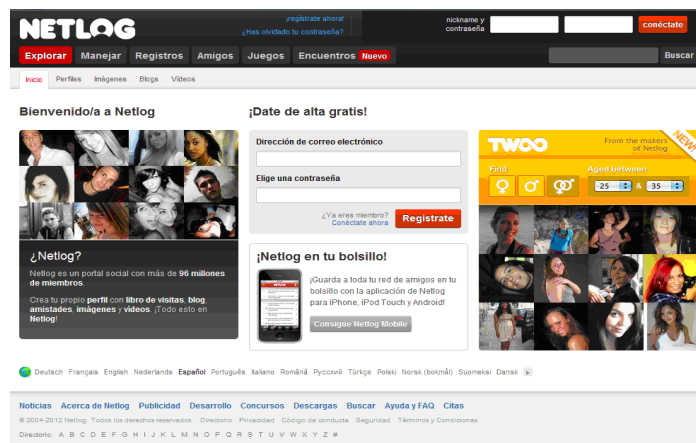 NETLOG
¡regístrate ahora!
¿Has olvidado tu contraseña?
nickname y
contraseña
conéctate
Explorar Manejar Registros Amigos Juegos Encuentros Nuevo
Buscar
Inicio Perfiles Imágenes Blogs Vídeos
Bienvenido/a a Netlog
¿Netlog?
Netlog es un portal social con más de 96 millones
de miembros.
Crea tu propio perfil con libro de visitas, blog,
amistades, imágenes y vídeos. ¡Todo esto en
Netlog!
¡Date de alta gratis!
Dirección de correo electrónico
Elige una contraseña
¿Ya eres miembro?
Conéctate ahora
Regístrate
¡Netlog en tu bolsillo!
¡Guarda a toda tu red de amigos en tu
bolsillo con la aplicación de Netlog
para iPhone, iPod Touch y Android!
Consigue Netlog Mobile
TWOO
From the makers
of Netlog
NEW!
Find
Aged between
25 & 35
Deutsch Français English Nederlands Español Português Italiano Română Русский Türkçe Polski Norsk (bokmål) Suomeksi Dansk
Noticias Acerca de Netlog Publicidad Desarrollo Concursos Descargas Buscar Ayuda y FAQ Citas
© 2004-2012 Netlog. Todos los derechos reservados Directorio Privacidad Código de conducta Seguridad Términos y Condiciones
Directorio: A B C D E F G H I J K L M N O P Q R S T U V W X Y Z #